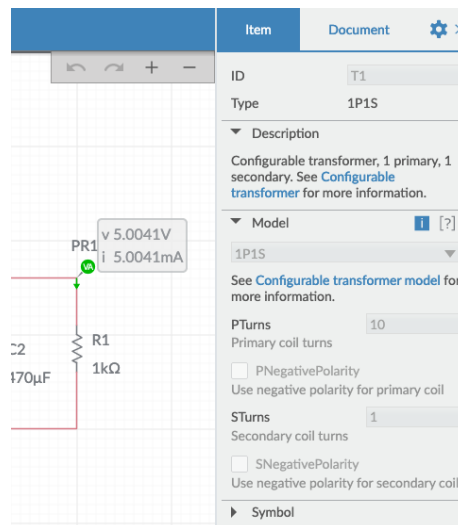 Item
Document
ID
T1
Type
1P1S
Description
Configurable transformer, 1 primary, 1
secondary. See Configurable
transformer for more information.
Model
i [?]
1P1S
See Configurable transformer model for
more information.
PTurns
10
Primary coil turns
PNegativePolarity
Use negative polarity for primary coil
STurns
1
Secondary coil turns
SNegativePolarity
Use negative polarity for secondary coil
Symbol
v 5.0041V
i 5.0041mA
PR1
VA
R1
1kΩ
C2
470µF